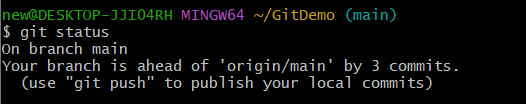 new@DESKTOP-JJIO4RH MINGW64 ~/GitDemo (main)
$ git status
On branch main
Your branch is ahead of 'origin/main' by 3 commits.
  (use "git push" to publish your local commits)